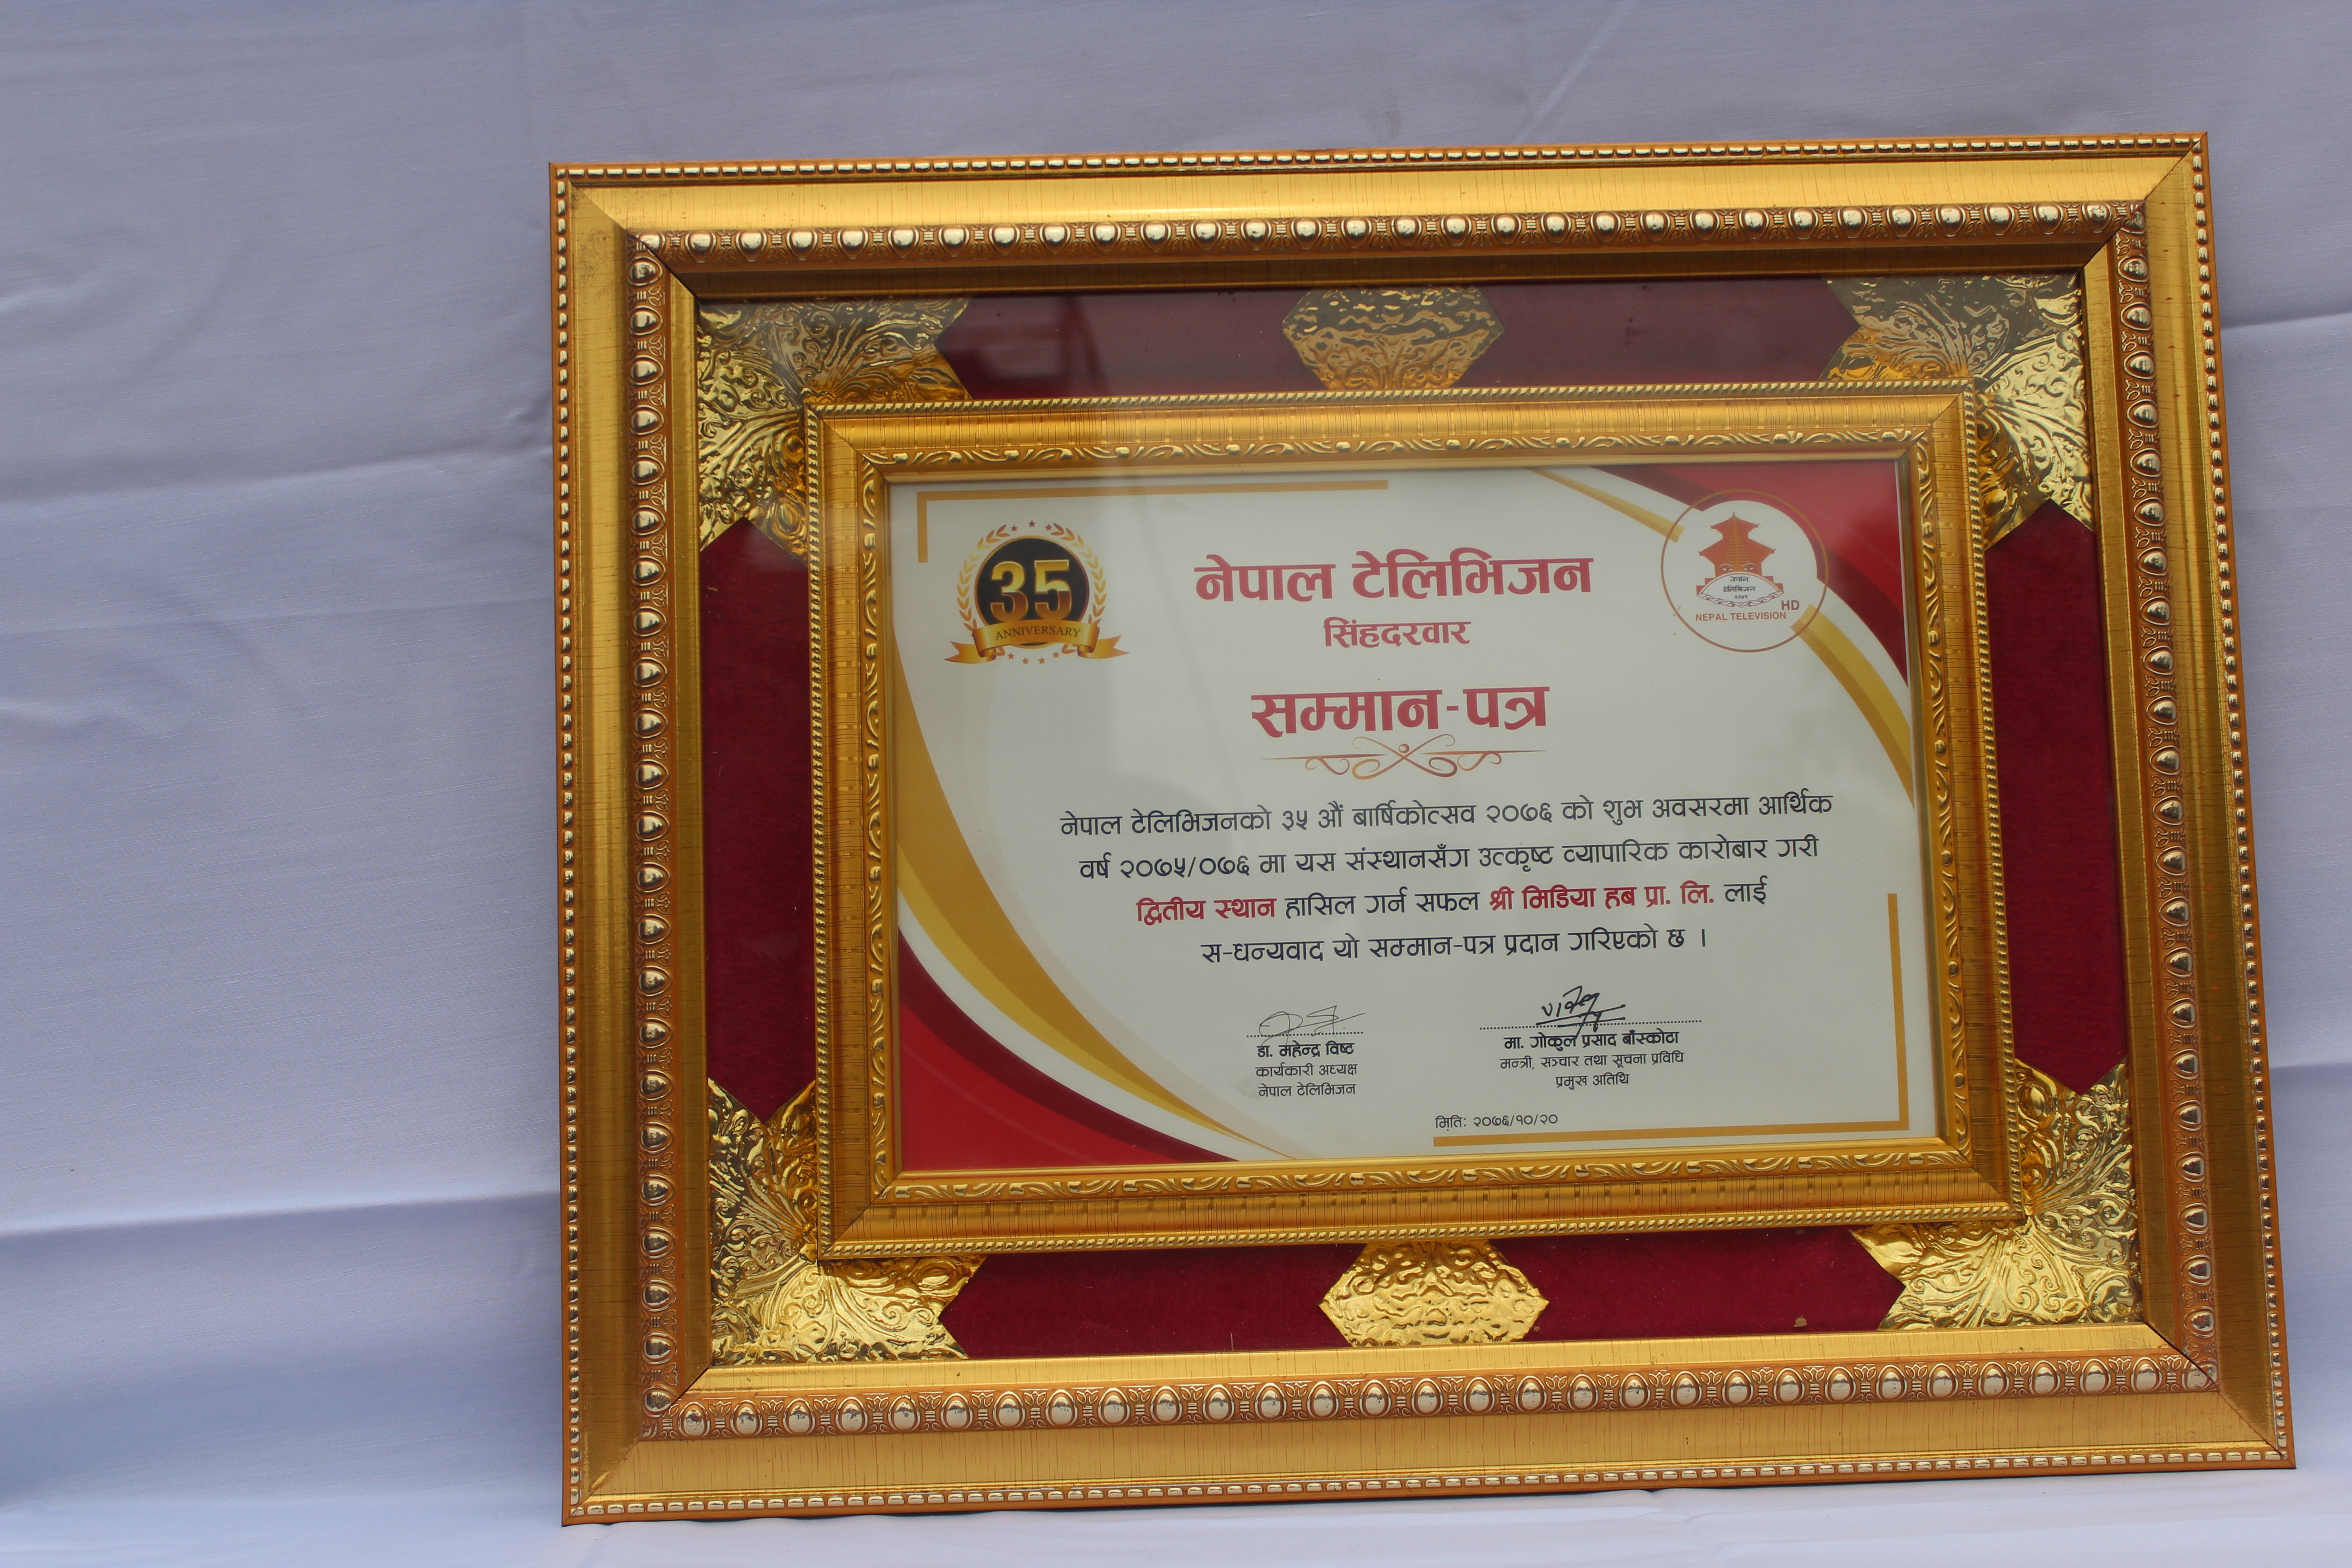 35
ANNIVERSARY
नेपाल टेलिभिजन
सिंहदरवार
नेपाल
टेलिभिजन
HD
NEPAL TELEVISION
सम्मान-पत्र
नेपाल टेलिभिजनको ३५ औं बार्षिकोत्सव २०७६ को शुभ अवसरमा आर्थिक
वर्ष २०७५/०७६ मा यस संस्थानसँग उत्कृष्ट व्यापारिक कारोबार गरी
द्वितीय स्थान हासिल गर्न सफल श्री मिडिया हब प्रा. लि. लाई
स-धन्यवाद यो सम्मान-पत्र प्रदान गरिएको छ ।
डा. महेन्द्र विष्ट
कार्यकारी अध्यक्ष
नेपाल टेलिभिजन
मा. गोकुल प्रसाद बाँस्कोटा
मन्त्री, सञ्चार तथा सूचना प्रविधि
प्रमुख अतिथि
मिति: २०७६/१०/२०